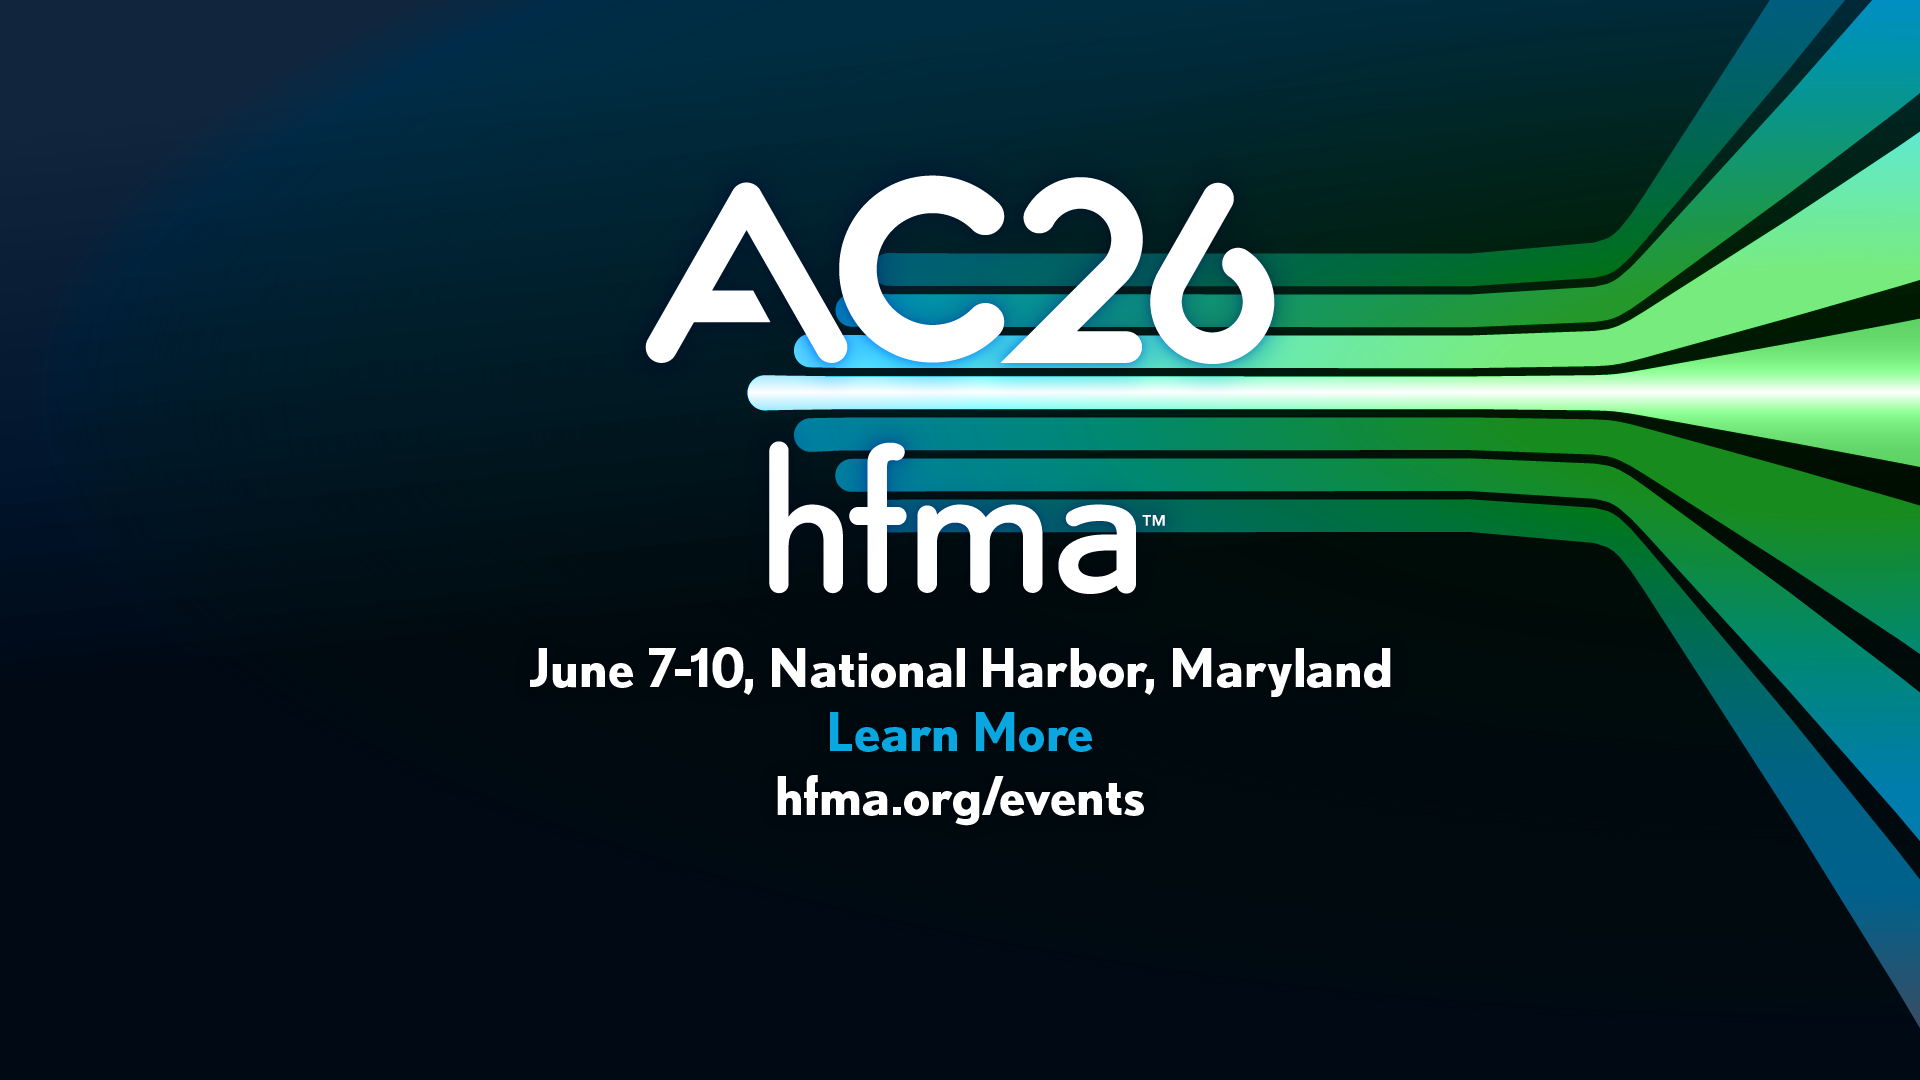 AC26
hfma™
June 7-10, National Harbor, Maryland
Learn More
hfma.org/events